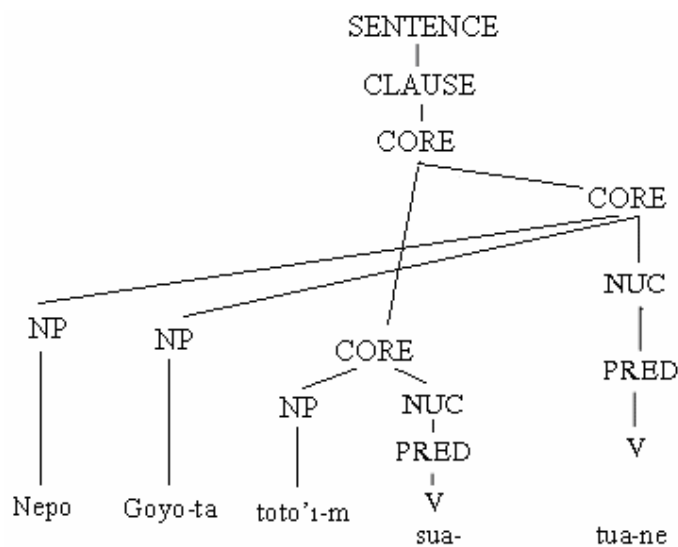 SENTENCE
CLAUSE
CORE
CORE
NUC
NP NP
CORE
PRED
NP NUC
PRED
V
V
Nepo Goyo-ta toto’ı-m
sua- tua-ne